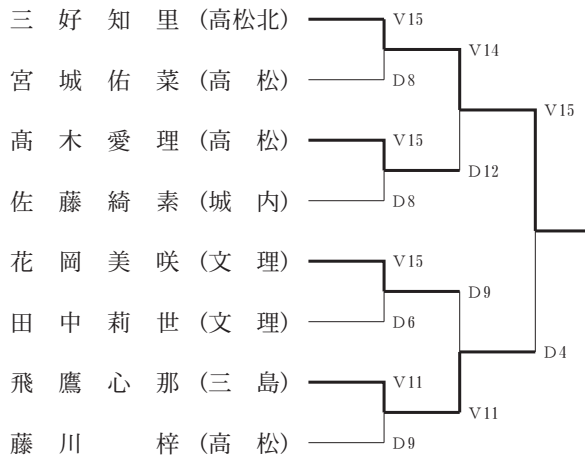 三好知里(高松北)
V15
V14
宮城佑菜(高松)
D8
V15
髙木愛理(高松)
V15
D12
佐藤綺素(城内)
D8
花岡美咲(文理)
V15
D9
田中莉世(文理)
D6
D4
飛鷹心那(三島)
V11
V11
藤川梓(高松)
D9